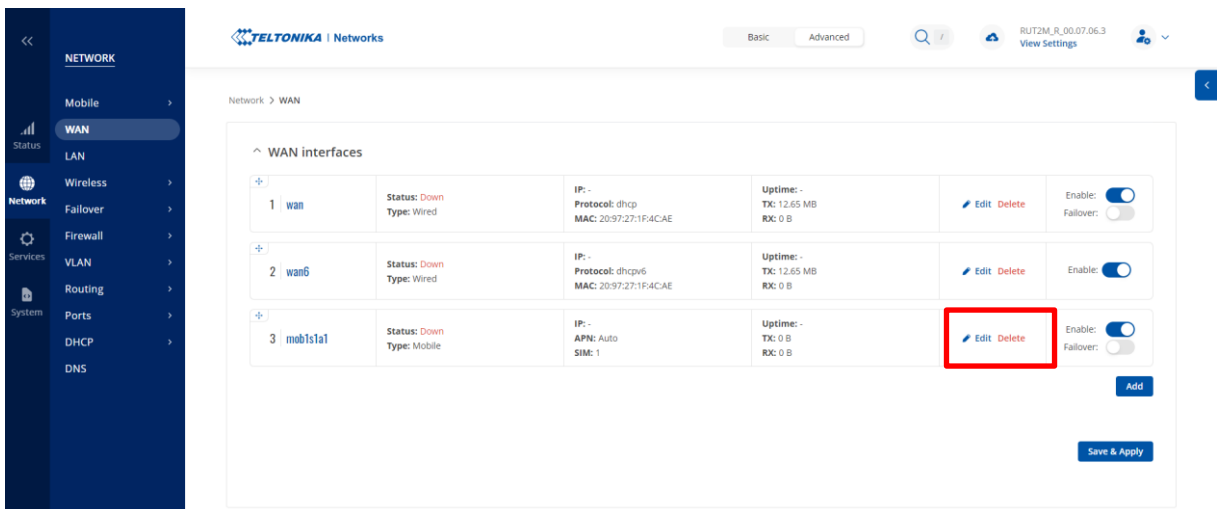 TELTONIKA | Networks
Basic
Advanced
/
RUT2M_R_00.07.06.3
View Settings
NETWORK
Mobile
WAN
LAN
Wireless
Failover
Firewall
VLAN
Routing
Ports
DHCP
DNS
Status
Network
Services
System
Network > WAN
WAN interfaces
1 wan
Status: Down
Type: Wired
IP: -
Protocol: dhcp
MAC: 20:97:27:1F:4C:AE
Uptime: -
TX: 12.65 MB
RX: 0 B
Edit Delete
Enable:
Failover:
2 wan6
Status: Down
Type: Wired
IP: -
Protocol: dhcpv6
MAC: 20:97:27:1F:4C:AE
Uptime: -
TX: 12.65 MB
RX: 0 B
Edit Delete
Enable:
3 mob1s1a1
Status: Down
Type: Mobile
IP: -
APN: Auto
SIM: 1
Uptime: -
TX: 0 B
RX: 0 B
Edit Delete
Enable:
Failover:
Add
Save & Apply